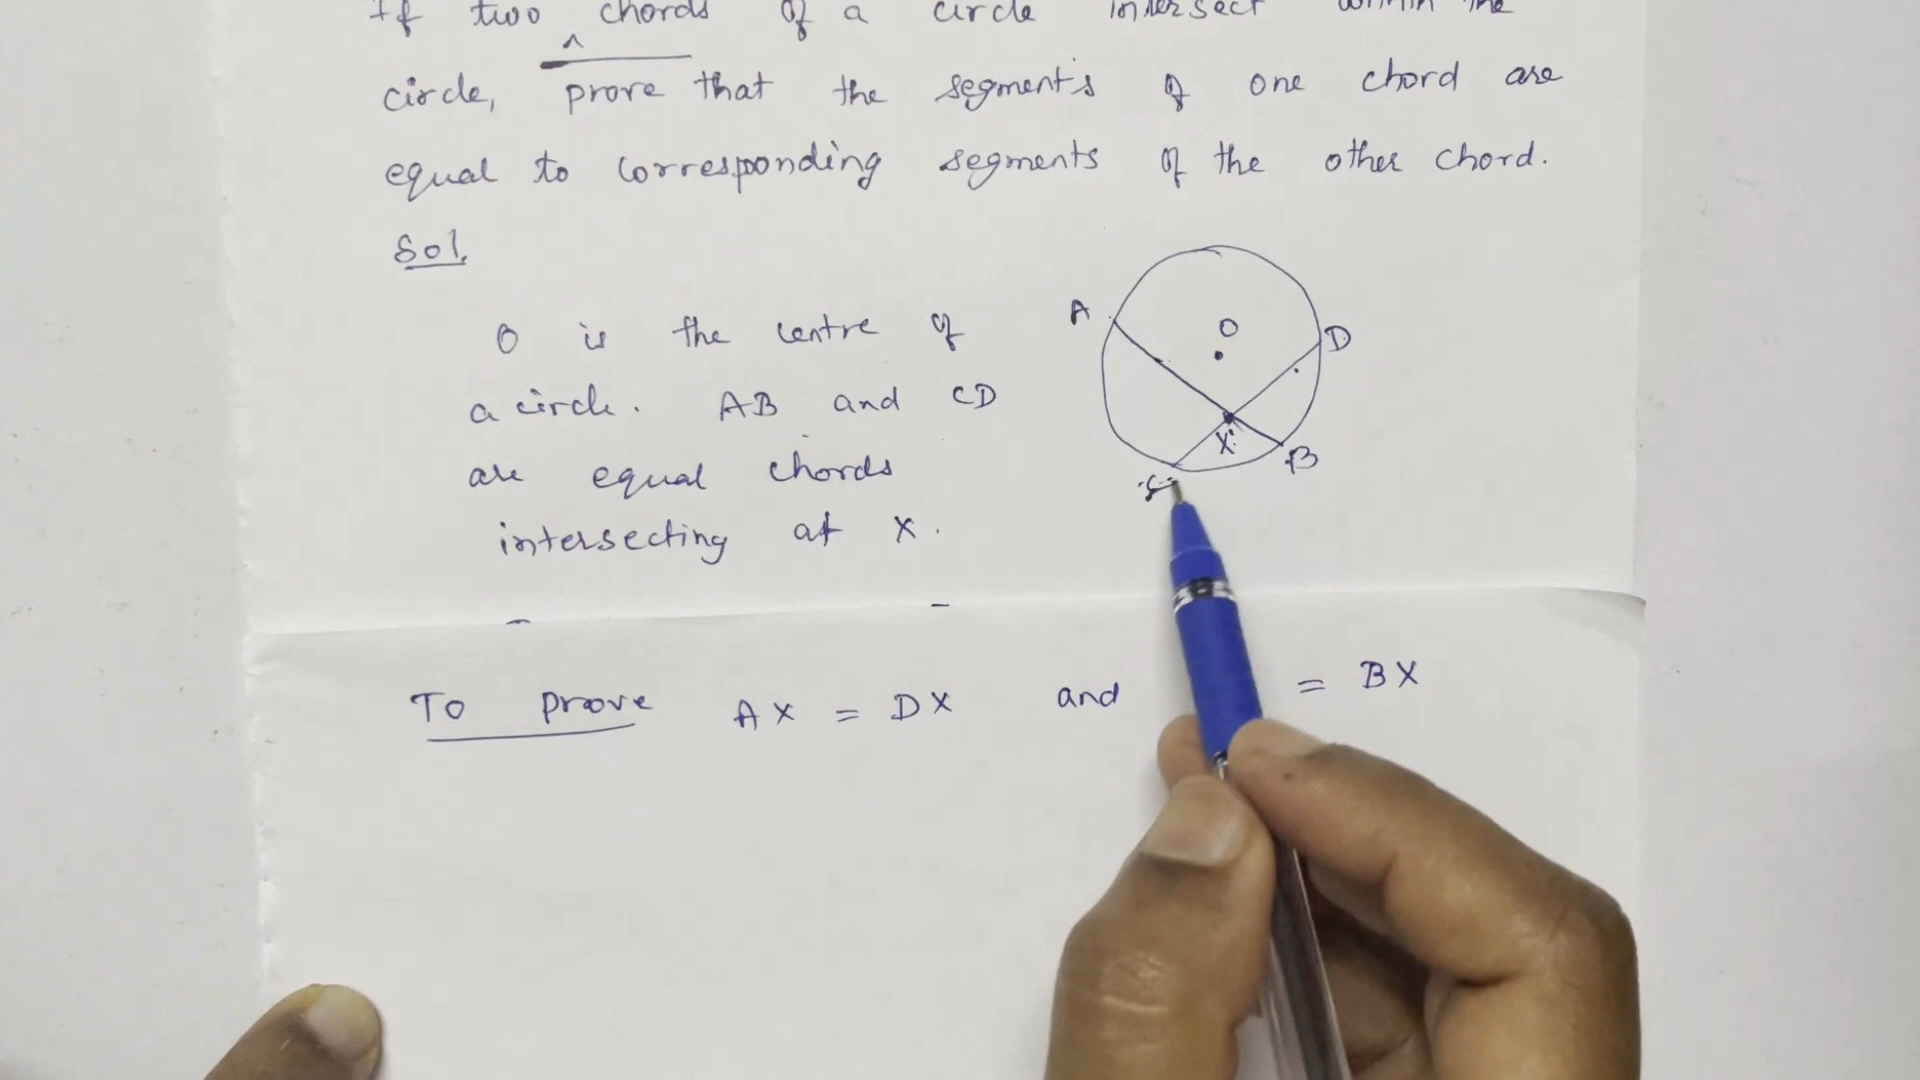 If two chords of a circle intersect within the
circle, prove that the segments of one chord are
equal to corresponding segments of the other chord.
Sol.
O is the centre of
a circle. AB and CD
are equal chords
intersecting at X.
A
O
D
X
B
C
To prove AX = DX and = BX